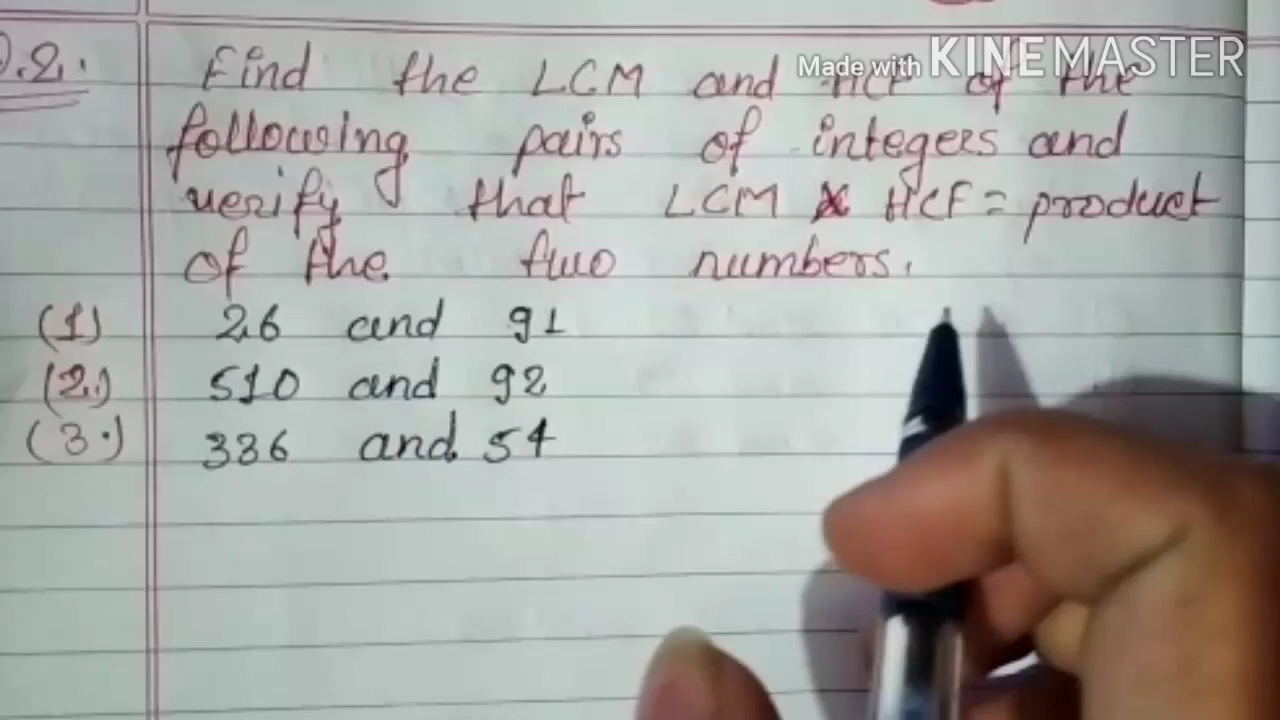 Q.2. Find the LCM and HCF of the
following pairs of integers and
verify that LCM X HCF = product
of the two numbers.
(1) 26 and 91
(2.) 510 and 92
(3.) 336 and 54
Made with KINEMASTER